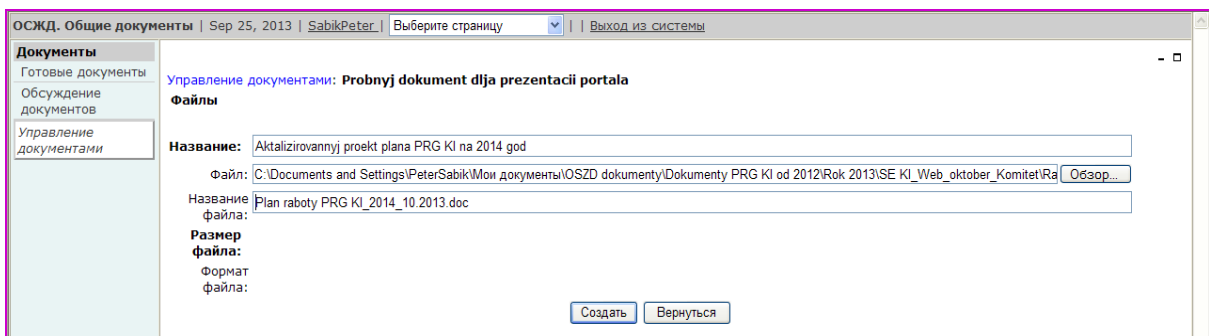 ОСЖД. Общие документы | Sep 25, 2013 | SabikPeter | Выберите страницу | | Выход из системы
Документы
Готовые документы
Обсуждение
документов
Управление
документами
Управление документами: Probnyj dokument dlja prezentacii portala
Файлы
Название: Aktalizirovannyj proekt plana PRG KI na 2014 god
Файл: C:\Documents and Settings\PeterSabik\Мои документы\OSZD dokumenty\Dokumenty PRG KI od 2012\Rok 2013\SE KI_Web_oktober_Komitet\Ra Обзор...
Название
файла: Plan raboty PRG KI_2014_10.2013.doc
Размер
файла:
Формат
файла:
Создать Вернуться